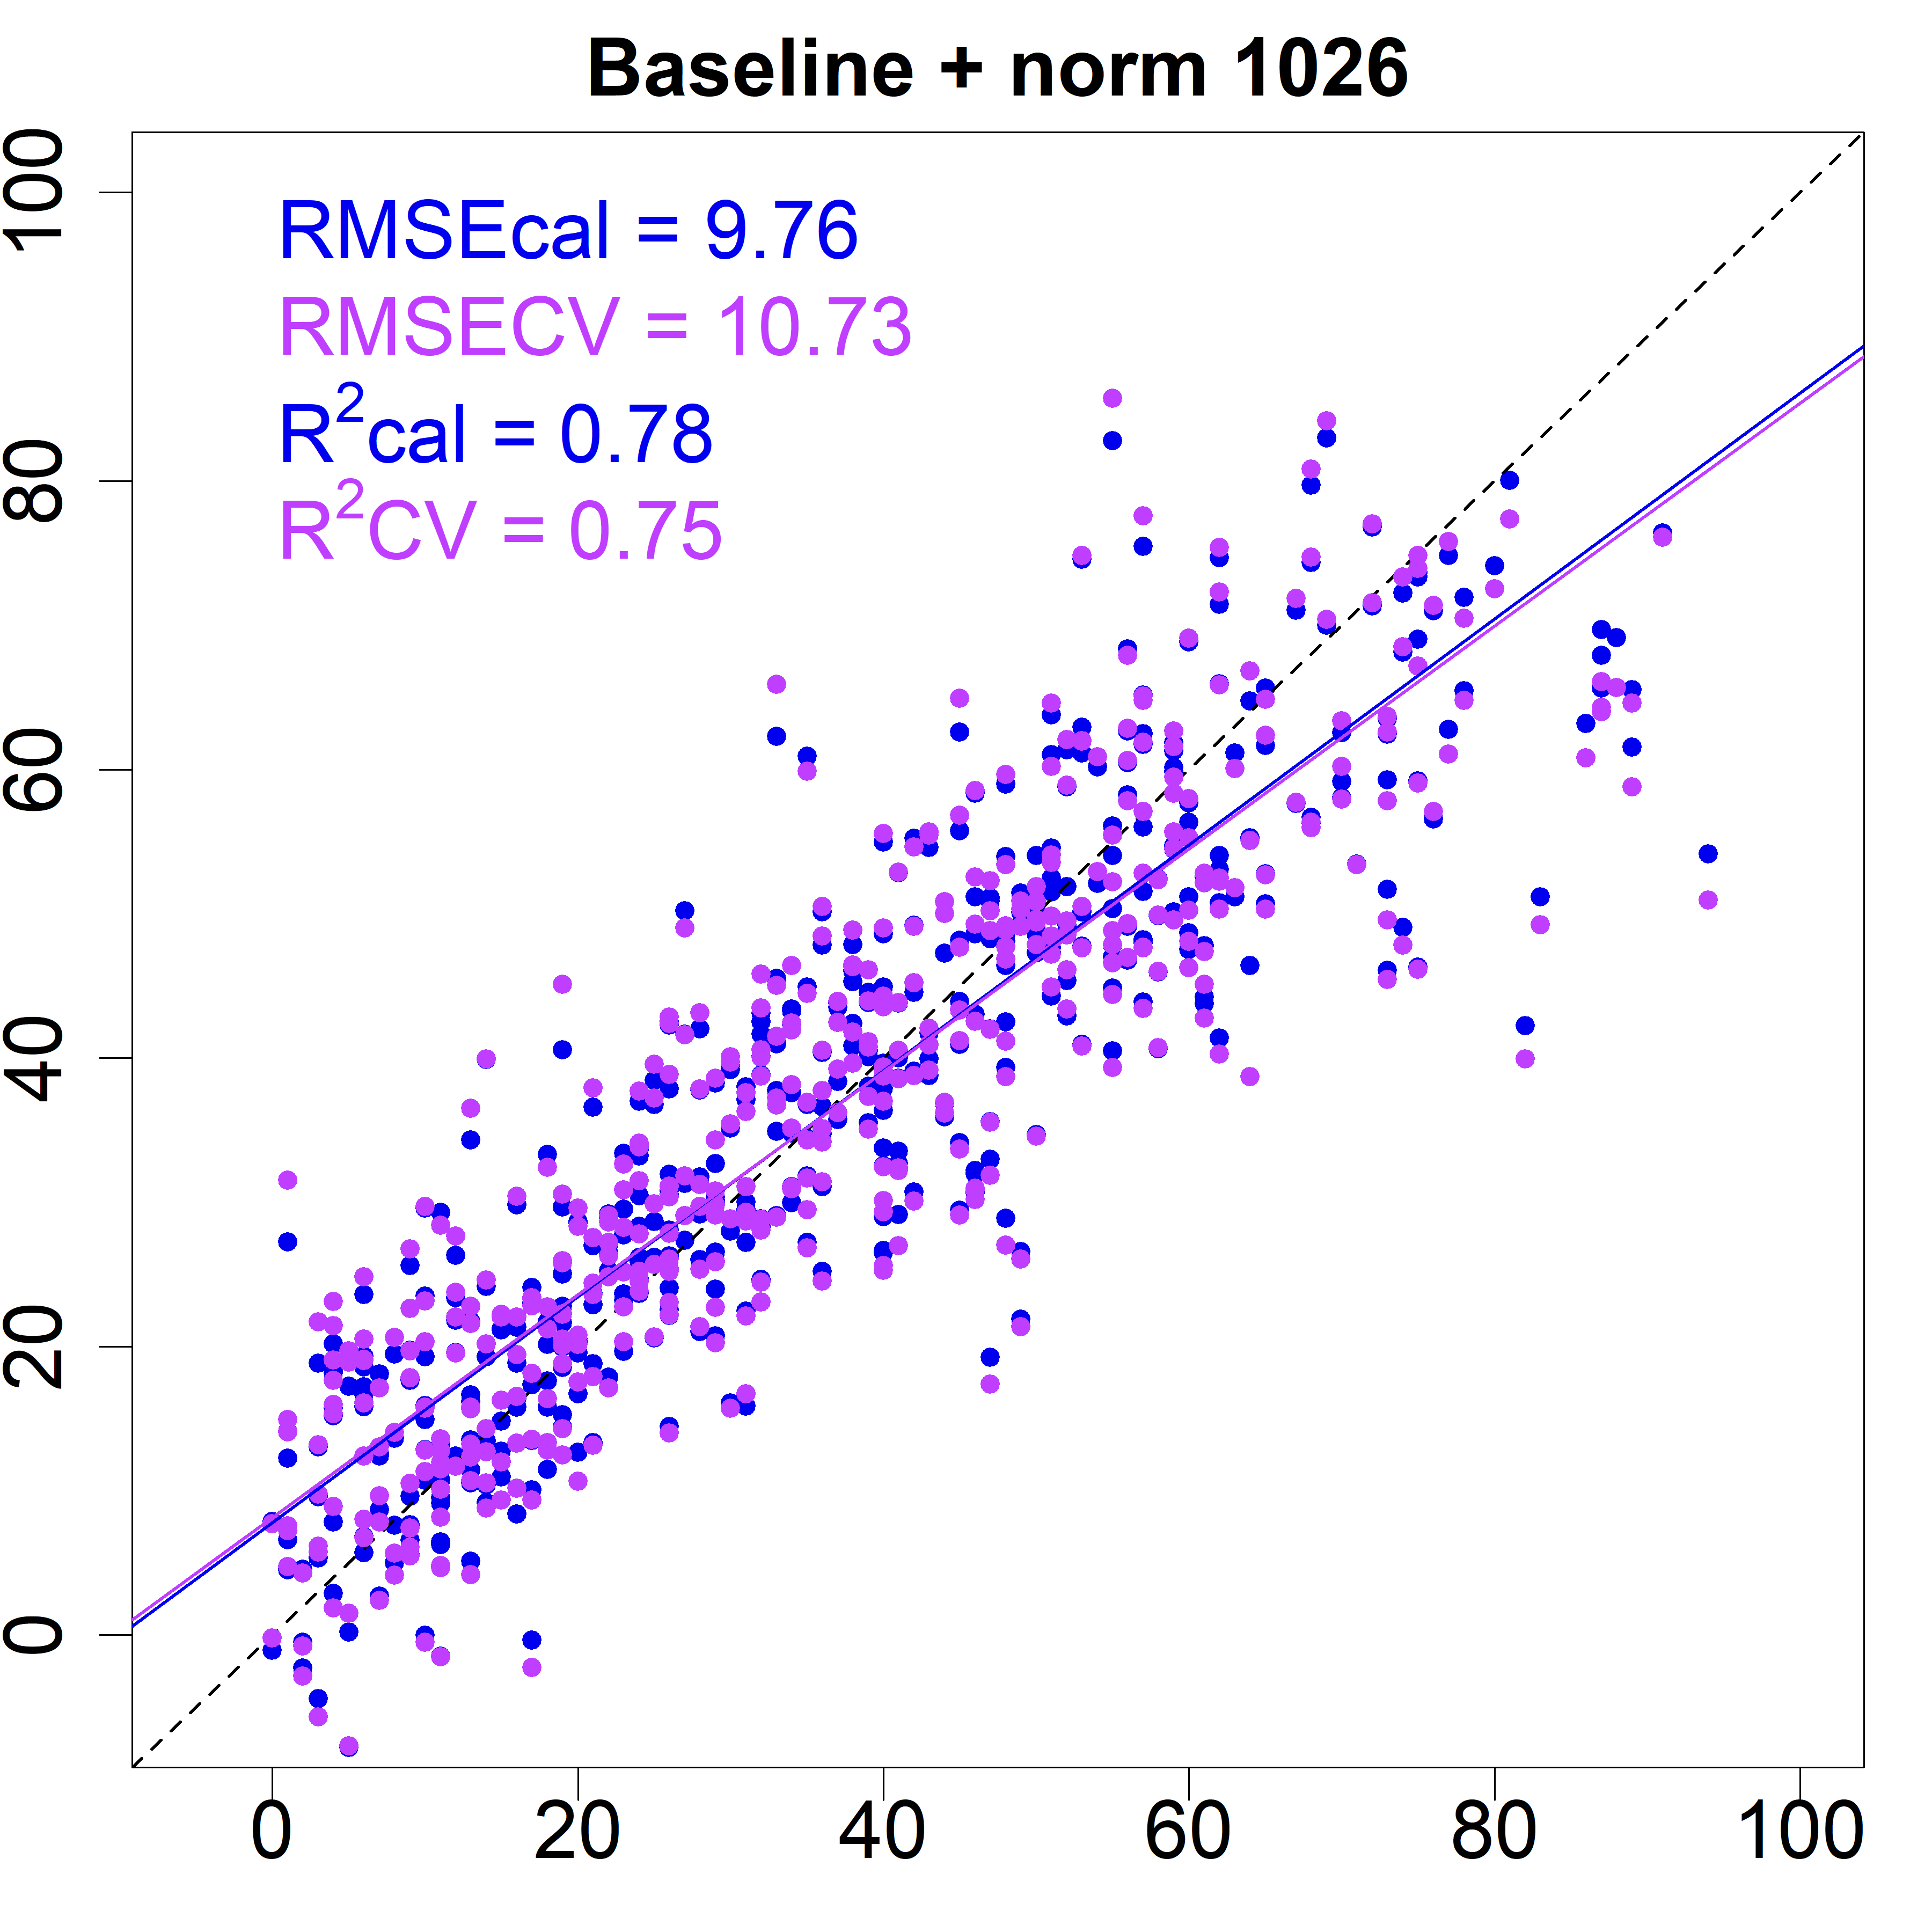 Baseline + norm 1026
RMSEcal = 9.76
RMSECV = 10.73
R²cal = 0.78
R²CV = 0.75
100
80
60
40
20
0
0 20 40 60 80 100